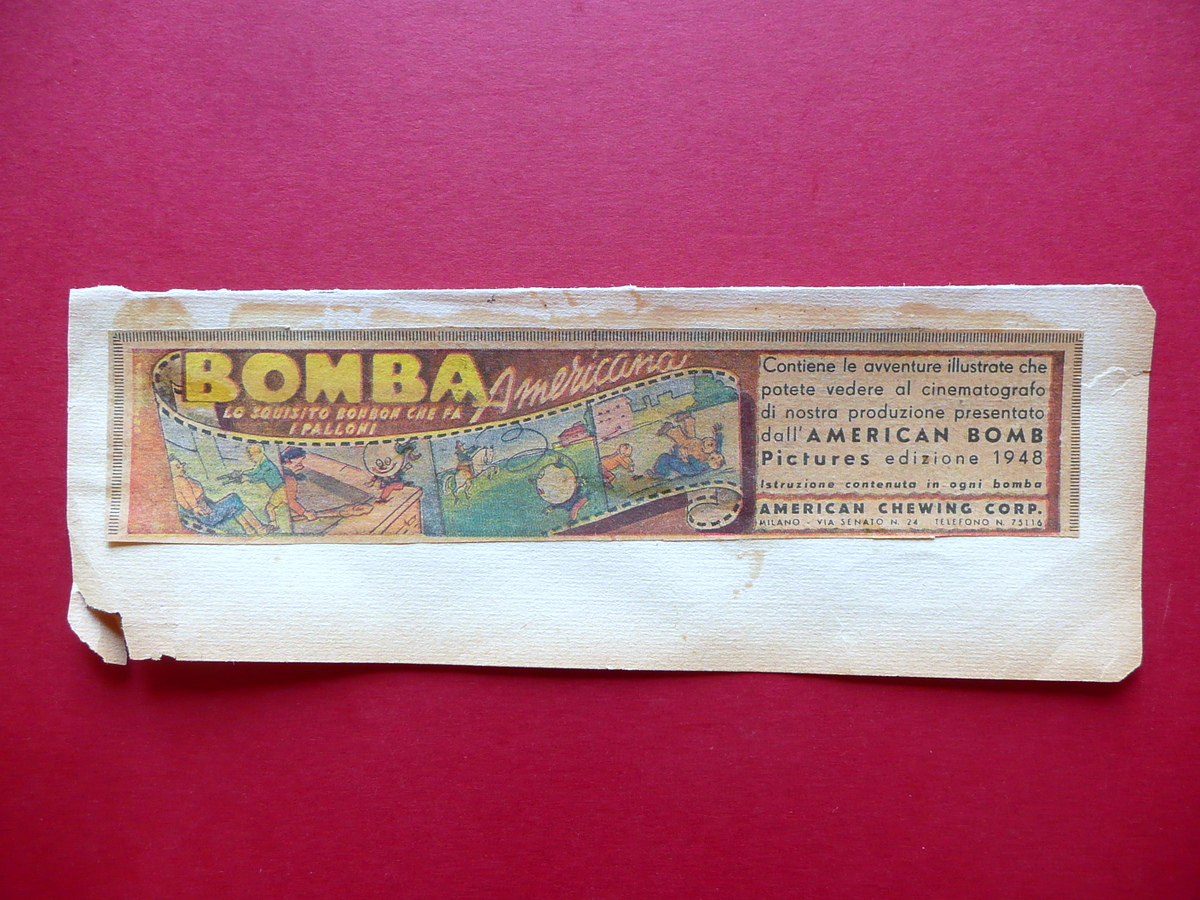 BOMBA Americana
LO SQUISITO BONBON CHE FA
I PALLONI
Contiene le avventure illustrate che
potete vedere al cinematografo
di nostra produzione presentato
dall'AMERICAN BOMB
Pictures edizione 1948
Istruzione contenuta in ogni bomba
AMERICAN CHEWING CORP.
MILANO - VIA SENATO N. 24 TELEFONO N. 75116